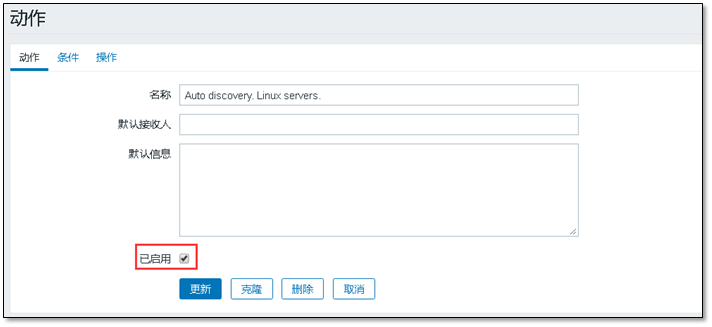 动作
动作 条件 操作
名称 Auto discovery. Linux servers.
默认接收人
默认信息
已启用
更新 克隆 删除 取消